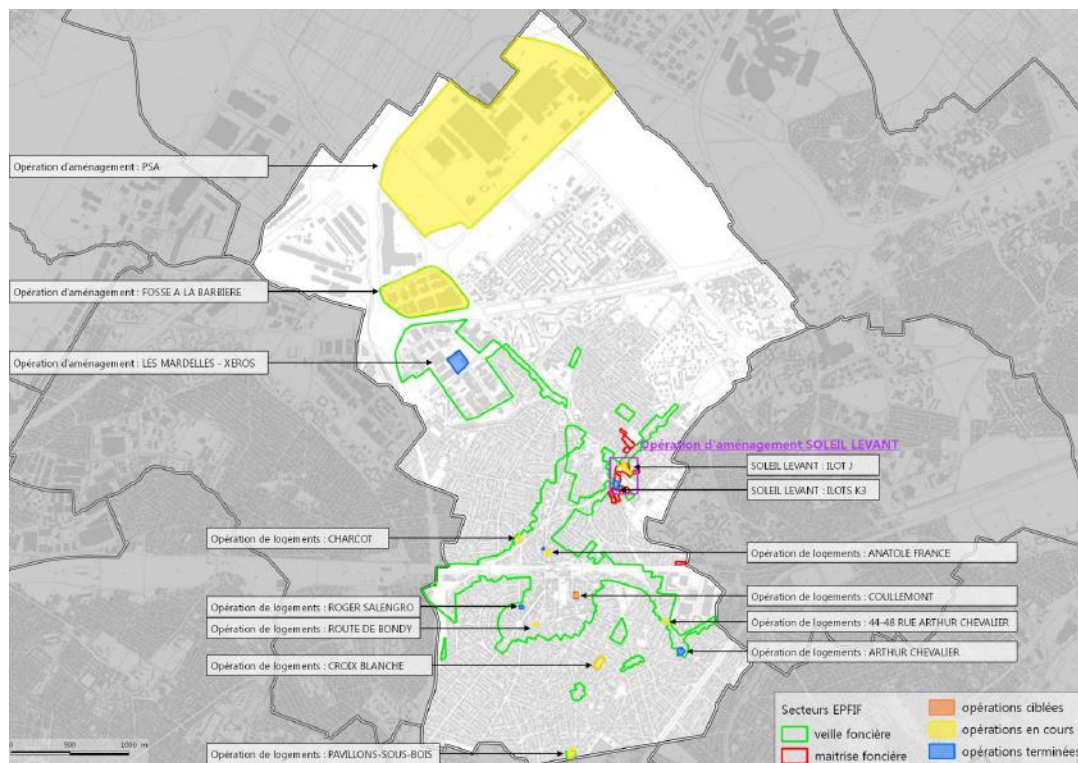 Opération d'aménagement : PSA
Opération d'aménagement : FOSSE A LA BARBIERE
Opération d'aménagement : LES MARDELLES - XEROS
Opération d'aménagement SOLEIL LEVANT
SOLEIL LEVANT : ILOT J
SOLEIL LEVANT : ILOTS K3
Opération de logements : CHARCOT
Opération de logements : ANATOLE FRANCE
Opération de logements : COULLEMONT
Opération de logements : ROGER SALENGRO
Opération de logements : ROUTE DE BONDY
Opération de logements : 44-48 RUE ARTHUR CHEVALIER
Opération de logements : ARTHUR CHEVALIER
Opération de logements : CROIX BLANCHE
Opération de logements : PAVILLONS-SOUS-BOIS
Secteurs EPFIF
veille foncière
maitrise foncière
opérations ciblées
opérations en cours
opérations terminées
0 500 1000 m